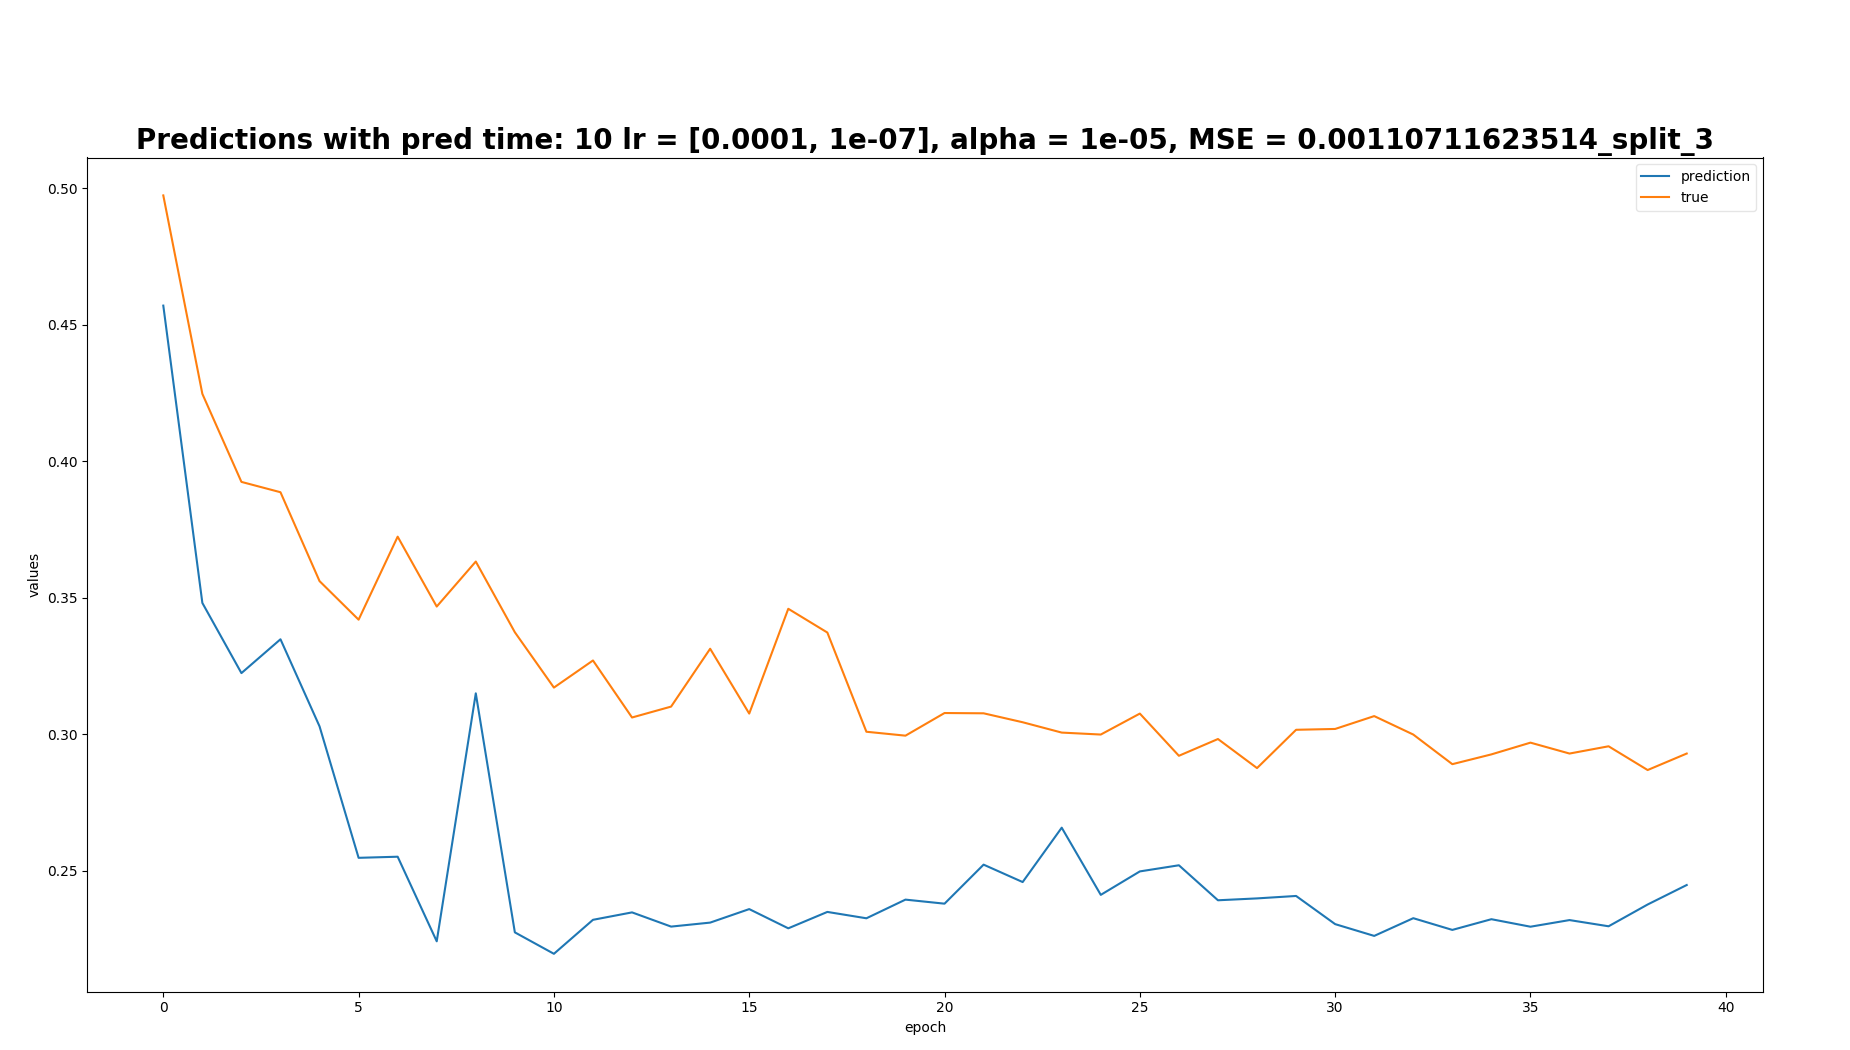 Predictions with pred time: 10 lr = [0.0001, 1e-07], alpha = 1e-05, MSE = 0.00110711623514_split_3
prediction
true
0.50
0.45
0.40
0.35
0.30
0.25
values
0 5 10 15 20 25 30 35 40
epoch